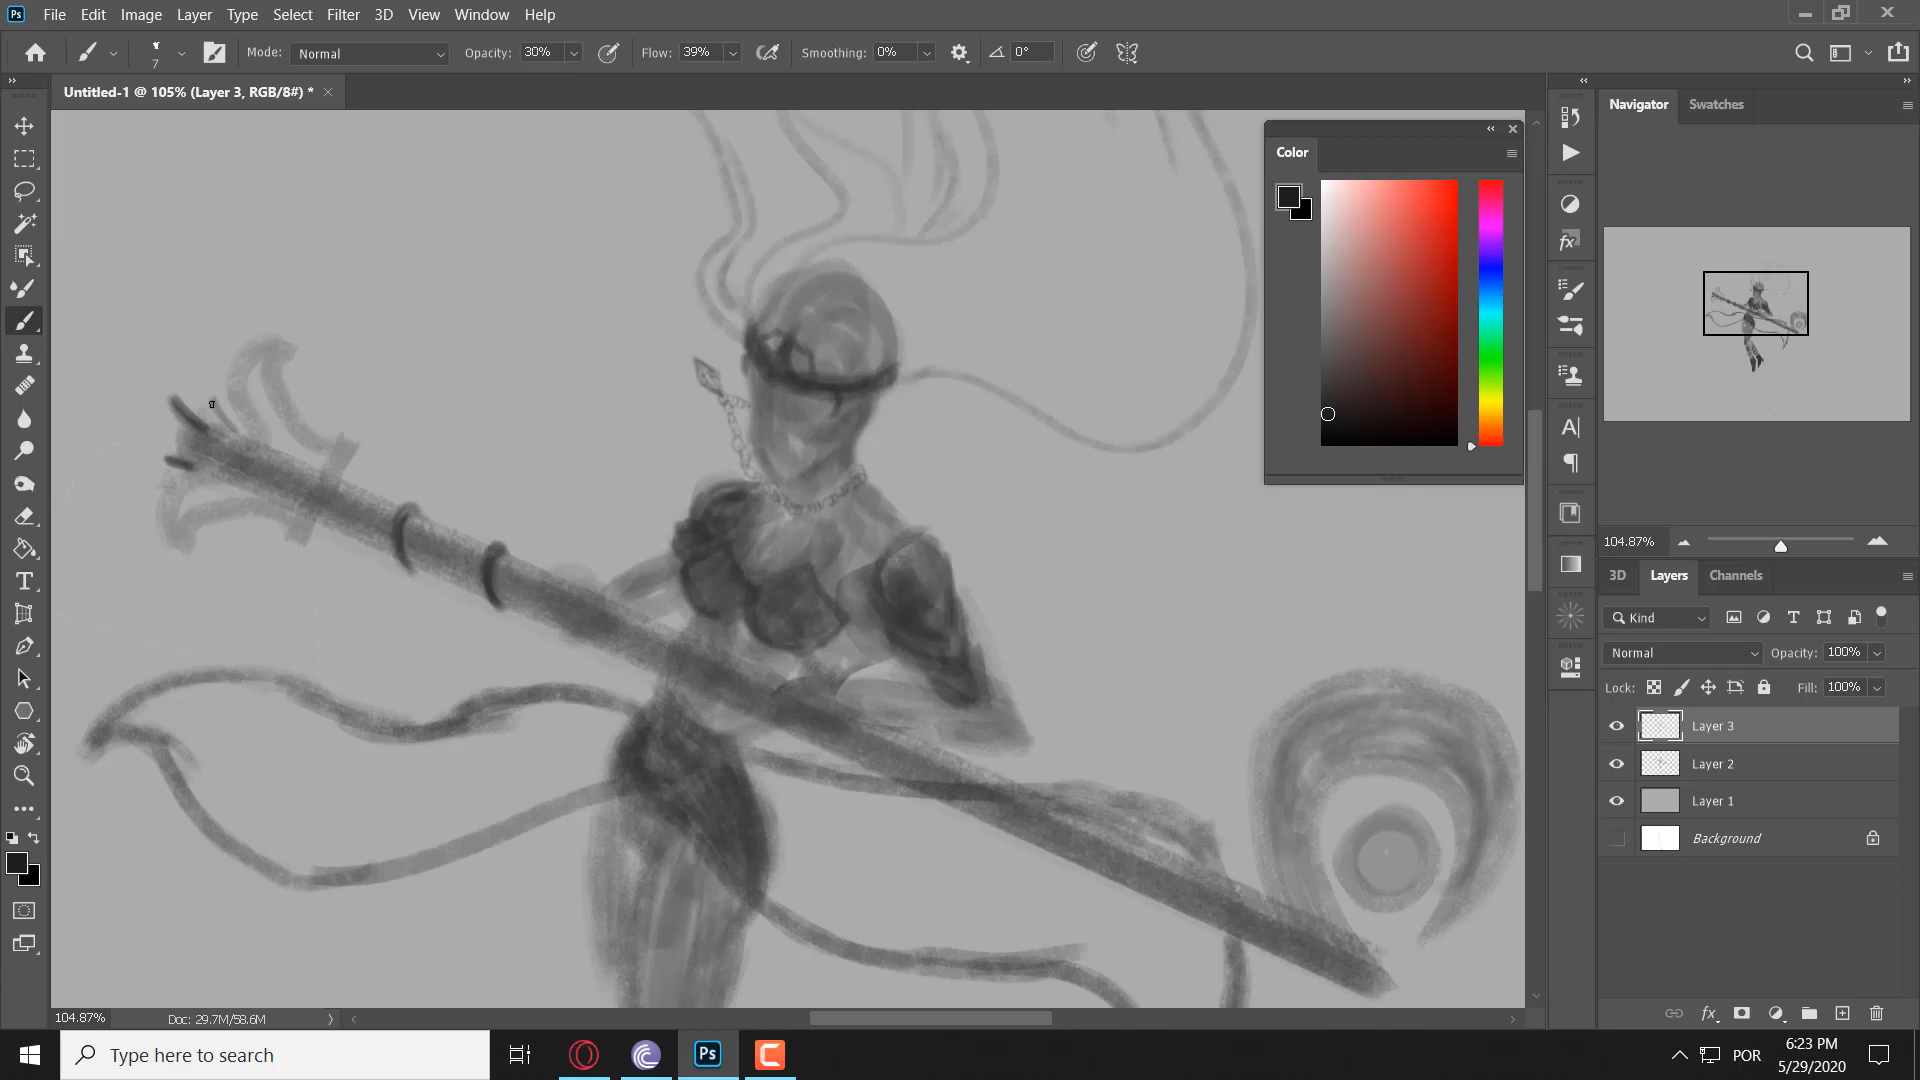 Ps File Edit Image Layer Type Select Filter 3D View Window Help
7 Mode: Normal Opacity: 30% Flow: 39% Smoothing: 0% 0°
Untitled-1 @ 105% (Layer 3, RGB/8#) *
Color
Navigator Swatches
104.87%
3D Layers Channels
Kind
Normal Opacity: 100%
Lock: Fill: 100%
Layer 3
Layer 2
Layer 1
Background
fx
104.87% Doc: 29.7M/58.6M
Type here to search
Ps
POR
6:23 PM
5/29/2020